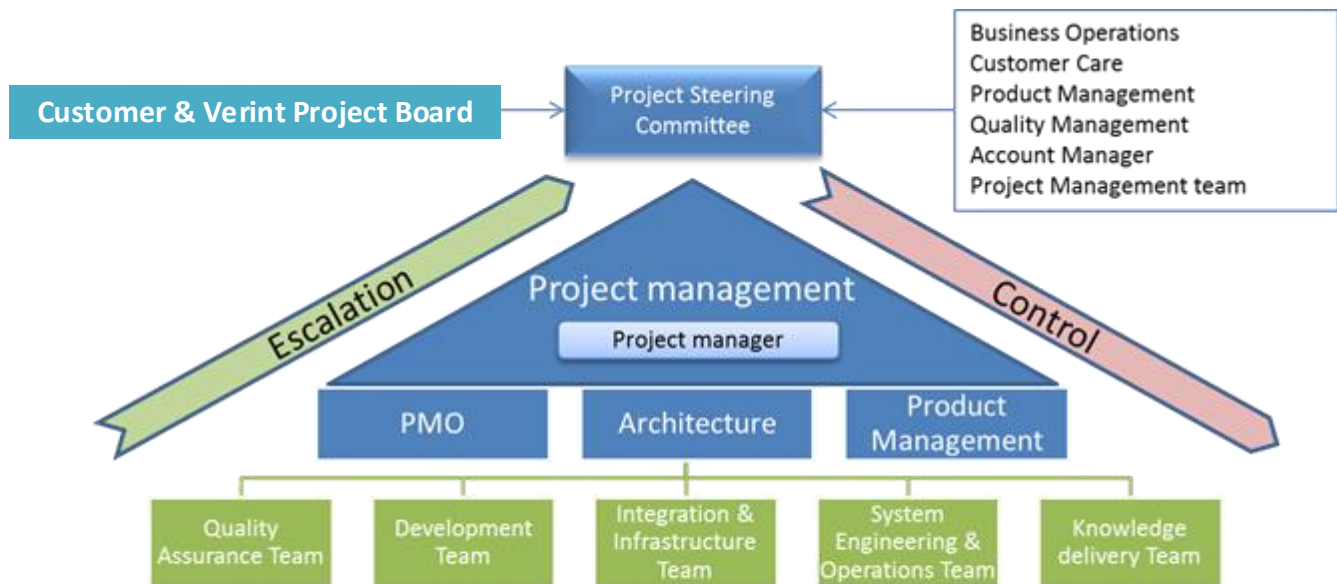 Business Operations
Customer Care
Product Management
Quality Management
Account Manager
Project Management team
Customer & Verint Project Board
Project Steering
Committee
Escalation
Control
Project management
Project manager
PMO
Architecture
Product
Management
Quality
Assurance Team
Development
Team
Integration &
Infrastructure
Team
System
Engineering &
Operations Team
Knowledge
delivery Team